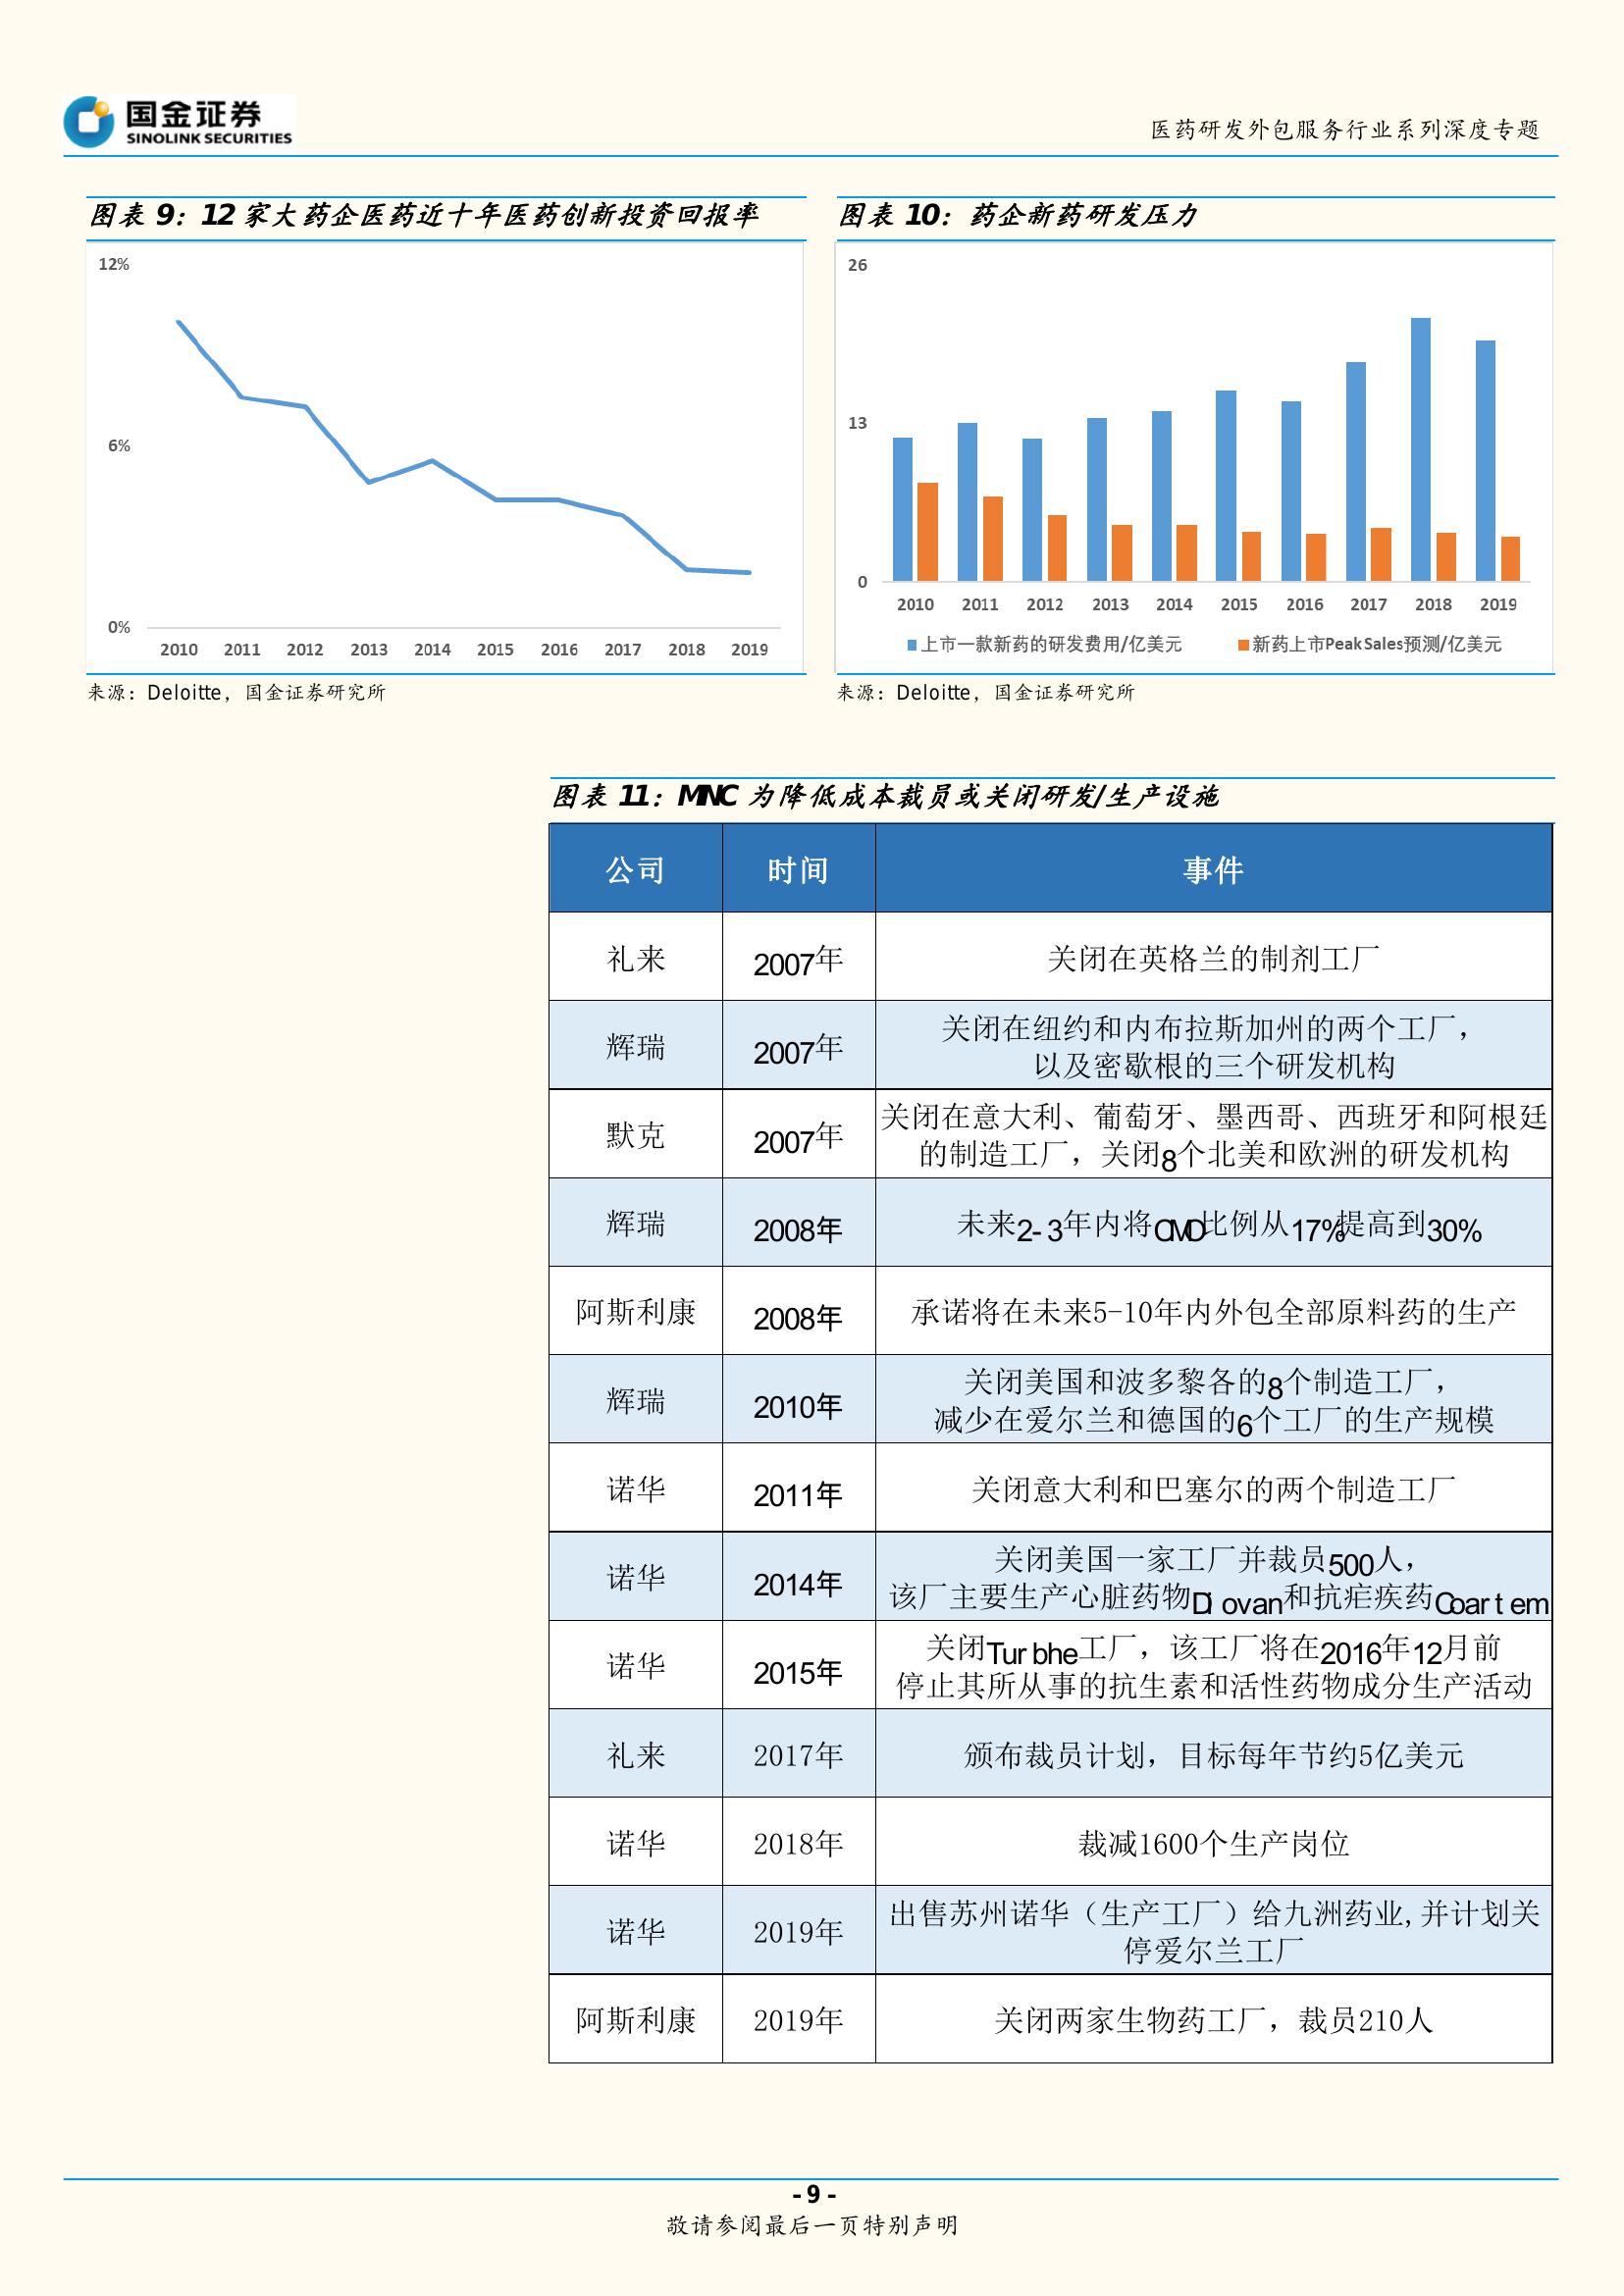 国金证券
SINOLINK SECURITIES
医药研发外包服务行业系列深度专题
图表 9：12 家大药企医药近十年医药创新投资回报率
12%
6%
0%
2010 2011 2012 2013 2014 2015 2016 2017 2018 2019
来源：Deloitte，国金证券研究所
图表 10：药企新药研发压力
26
13
0
2010 2011 2012 2013 2014 2015 2016 2017 2018 2019
上市一款新药的研发费用/亿美元 新药上市Peak Sales预测/亿美元
来源：Deloitte，国金证券研究所
图表 11：MNC 为降低成本裁员或关闭研发/生产设施
公司 时间 事件
礼来 2007年 关闭在英格兰的制剂工厂
辉瑞 2007年 关闭在纽约和内布拉斯加州的两个工厂，
以及密歇根的三个研发机构
默克 2007年 关闭在意大利、葡萄牙、墨西哥、西班牙和阿根廷
的制造工厂，关闭8个北美和欧洲的研发机构
辉瑞 2008年 未来2-3年内将CMO比例从17%提高到30%
阿斯利康 2008年 承诺将在未来5-10年内外包全部原料药的生产
辉瑞 2010年 关闭美国和波多黎各的8个制造工厂，
减少在爱尔兰和德国的6个工厂的生产规模
诺华 2011年 关闭意大利和巴塞尔的两个制造工厂
诺华 2014年 关闭美国一家工厂并裁员500人，
该厂主要生产心脏药物Diovan和抗疟疾药Coartem
诺华 2015年 关闭Turbhe工厂，该工厂将在2016年12月前
停止其所从事的抗生素和活性药物成分生产活动
礼来 2017年 颁布裁员计划，目标每年节约5亿美元
诺华 2018年 裁减1600个生产岗位
诺华 2019年 出售苏州诺华（生产工厂）给九洲药业,并计划关
停爱尔兰工厂
阿斯利康 2019年 关闭两家生物药工厂，裁员210人
- 9 -
敬请参阅最后一页特别声明